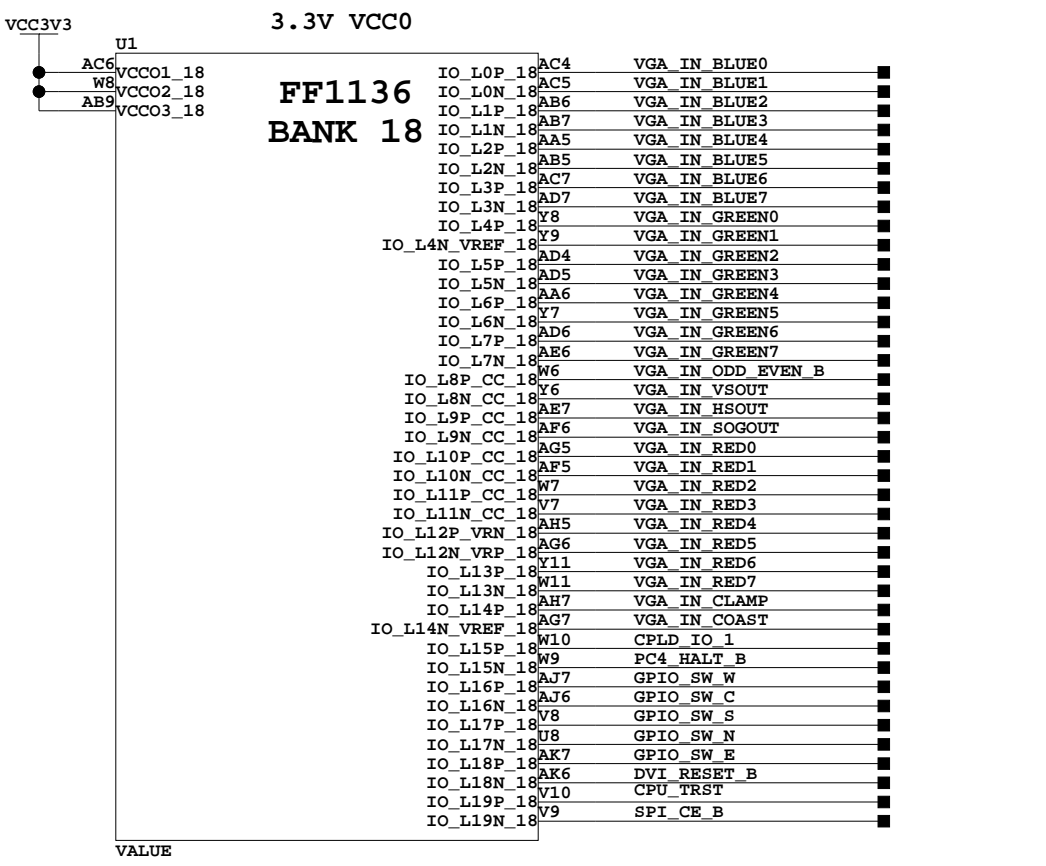 VCC3V3
3.3V VCC0
U1
AC6 VCCO1_18
W8 VCCO2_18
AB9 VCCO3_18
FF1136
BANK 18
IO_L0P_18 AC4 VGA_IN_BLUE0
IO_L0N_18 AC5 VGA_IN_BLUE1
IO_L1P_18 AB6 VGA_IN_BLUE2
IO_L1N_18 AB7 VGA_IN_BLUE3
IO_L2P_18 AA5 VGA_IN_BLUE4
IO_L2N_18 AB5 VGA_IN_BLUE5
IO_L3P_18 AC7 VGA_IN_BLUE6
IO_L3N_18 AD7 VGA_IN_BLUE7
IO_L4P_18 Y8 VGA_IN_GREEN0
IO_L4N_VREF_18 Y9 VGA_IN_GREEN1
IO_L5P_18 AD4 VGA_IN_GREEN2
IO_L5N_18 AD5 VGA_IN_GREEN3
IO_L6P_18 AA6 VGA_IN_GREEN4
IO_L6N_18 Y7 VGA_IN_GREEN5
IO_L7P_18 AD6 VGA_IN_GREEN6
IO_L7N_18 AE6 VGA_IN_GREEN7
IO_L8P_CC_18 W6 VGA_IN_ODD_EVEN_B
IO_L8N_CC_18 Y6 VGA_IN_VSOUT
IO_L9P_CC_18 AE7 VGA_IN_HSOUT
IO_L9N_CC_18 AF6 VGA_IN_SOGOUT
IO_L10P_CC_18 AG5 VGA_IN_RED0
IO_L10N_CC_18 AF5 VGA_IN_RED1
IO_L11P_CC_18 W7 VGA_IN_RED2
IO_L11N_CC_18 V7 VGA_IN_RED3
IO_L12P_VRN_18 AH5 VGA_IN_RED4
IO_L12N_VRP_18 AG6 VGA_IN_RED5
IO_L13P_18 Y11 VGA_IN_RED6
IO_L13N_18 W11 VGA_IN_RED7
IO_L14P_18 AH7 VGA_IN_CLAMP
IO_L14N_VREF_18 AG7 VGA_IN_COAST
IO_L15P_18 W10 CPLD_IO_1
IO_L15N_18 W9 PC4_HALT_B
IO_L16P_18 AJ7 GPIO_SW_W
IO_L16N_18 AJ6 GPIO_SW_C
IO_L17P_18 V8 GPIO_SW_S
IO_L17N_18 U8 GPIO_SW_N
IO_L18P_18 AK7 GPIO_SW_E
IO_L18N_18 AK6 DVI_RESET_B
IO_L19P_18 V10 CPU_TRST
IO_L19N_18 V9 SPI_CE_B
VALUE